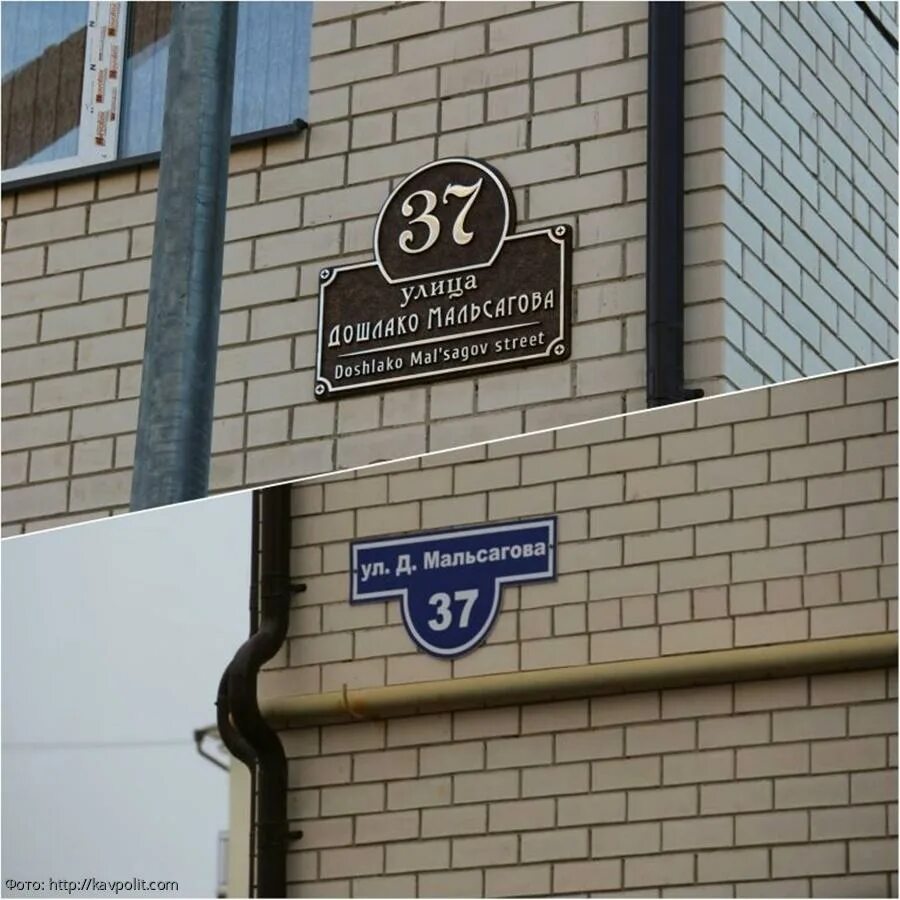 37
улица
Дошлако Мальсагова
Doshlako Mal'sagov street
ул. Д. Мальсагова
37
Фото: http://kavpolit.com